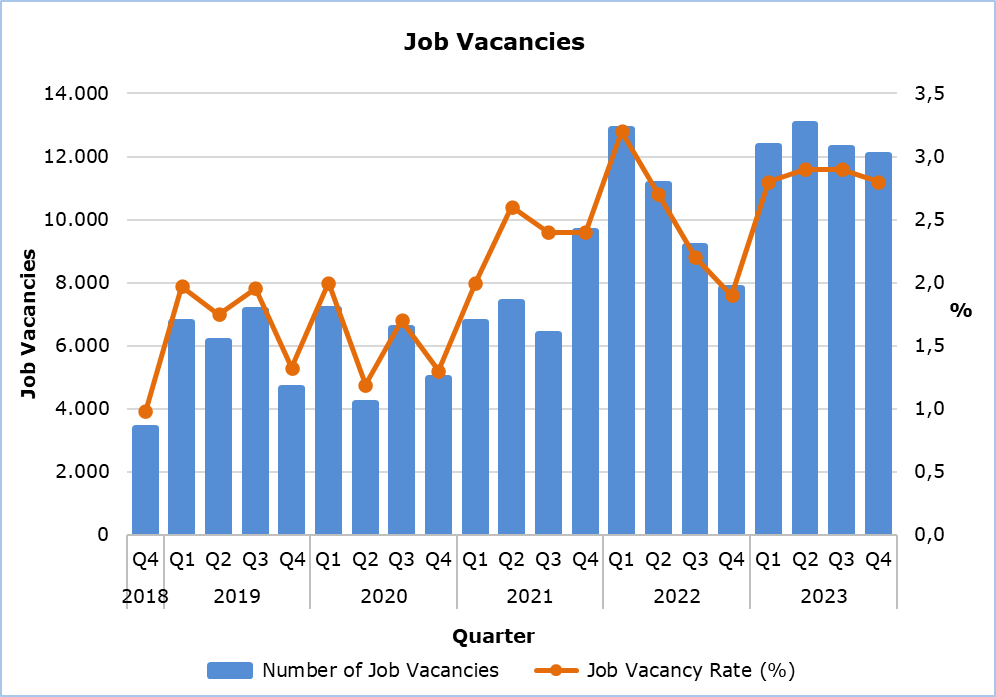 Job Vacancies
14.000 3,5
12.000 3,0
10.000 2,5
8.000 2,0
6.000 1,5
4.000 1,0
2.000 0,5
0 0,0
Job Vacancies
%
Q4 Q1 Q2 Q3 Q4 Q1 Q2 Q3 Q4 Q1 Q2 Q3 Q4 Q1 Q2 Q3 Q4 Q1 Q2 Q3 Q4
2018 2019 2020 2021 2022 2023
Quarter
Number of Job Vacancies Job Vacancy Rate (%)